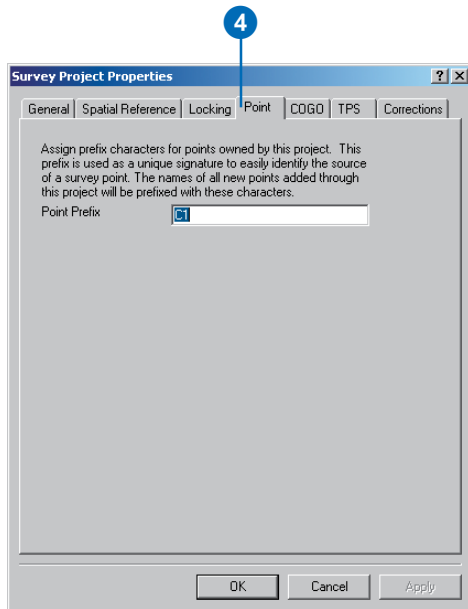 4
Survey Project Properties ? X
General Spatial Reference Locking Point COGO TPS Corrections
Assign prefix characters for points owned by this project. This
prefix is used as a unique signature to easily identify the source
of a survey point. The names of all new points added through
this project will be prefixed with these characters.
Point Prefix C1
OK Cancel Apply